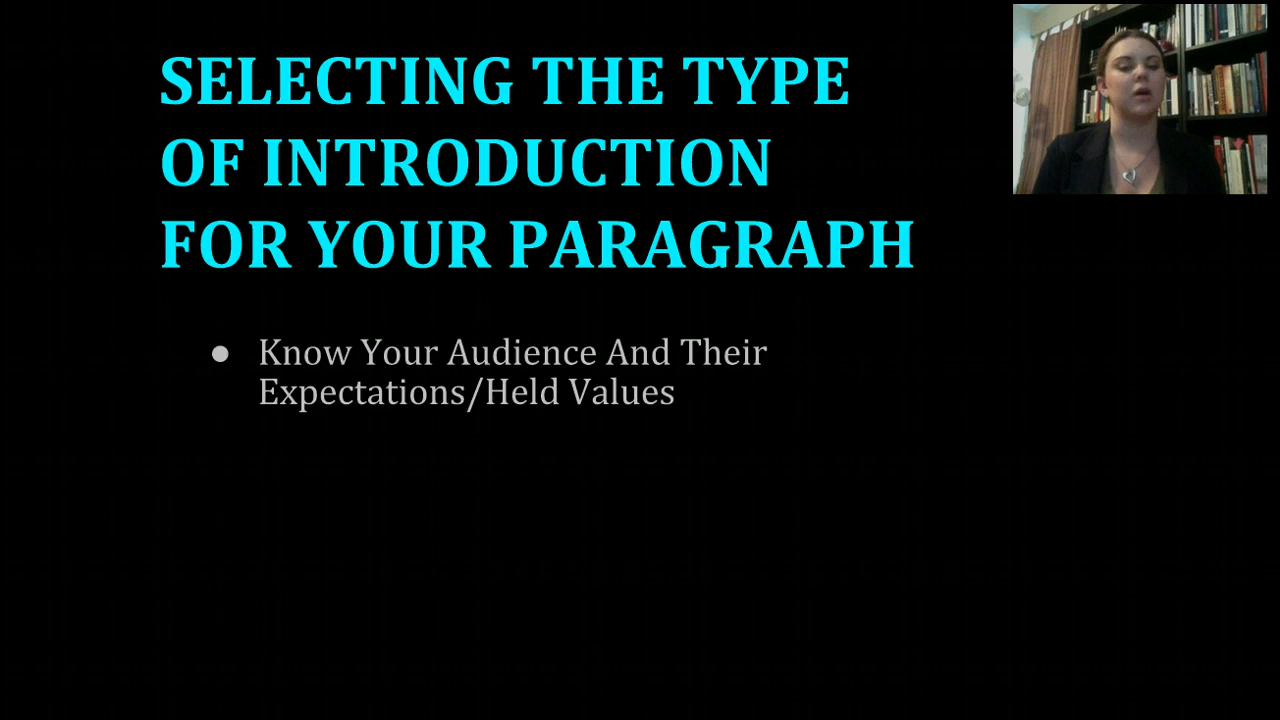 SELECTING THE TYPE
OF INTRODUCTION
FOR YOUR PARAGRAPH
● Know Your Audience And Their
Expectations/Held Values